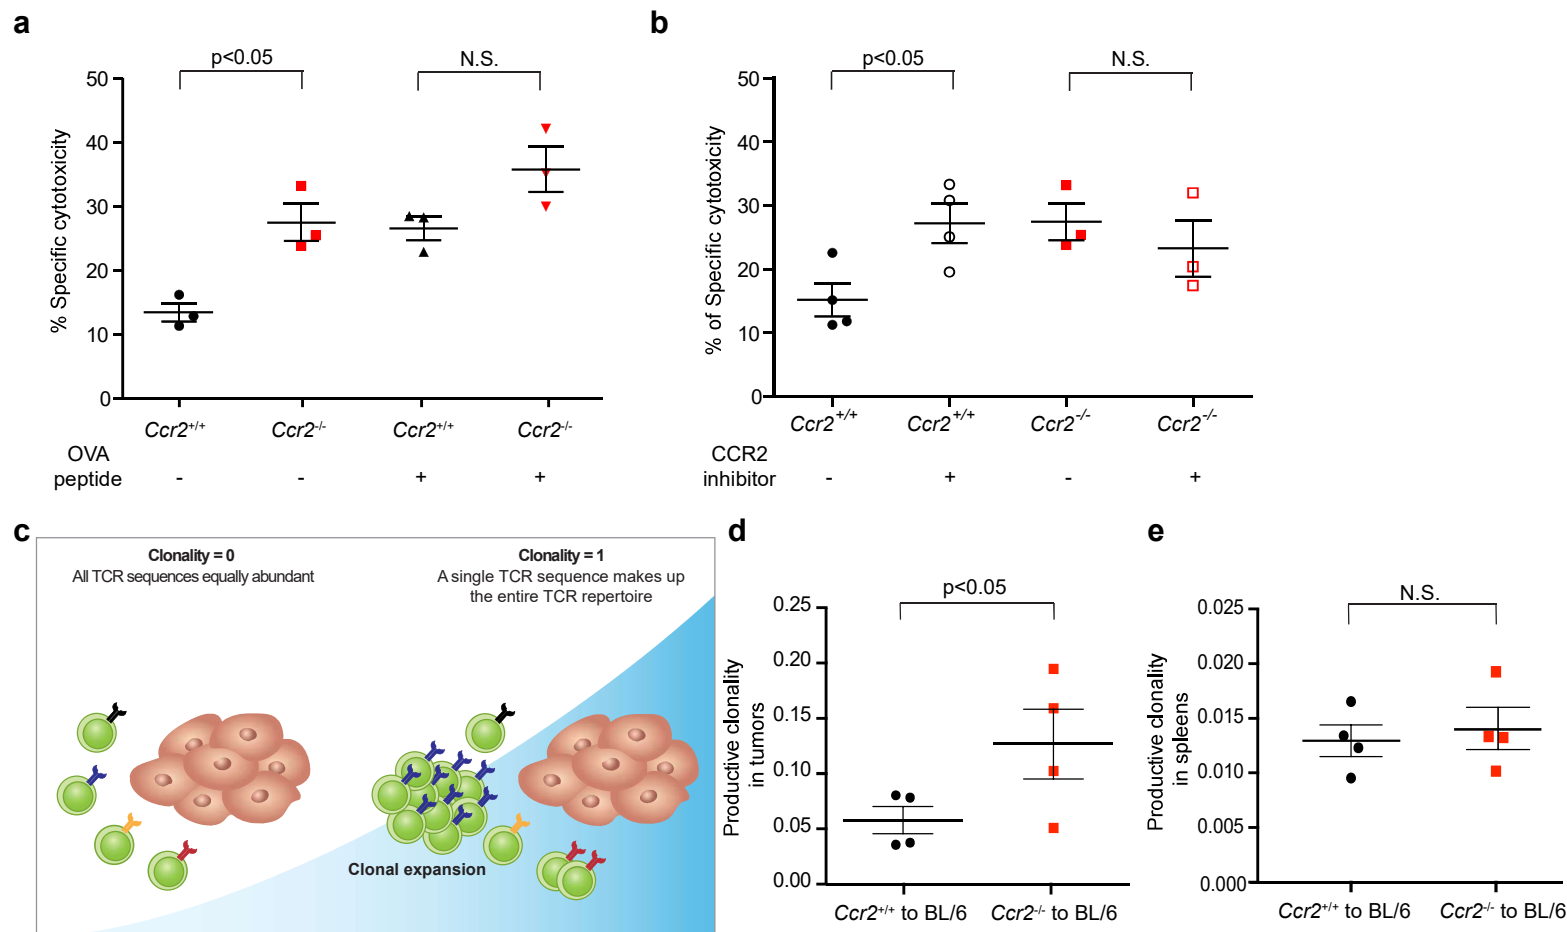 a
p<0.05
N.S.
% Specific cytotoxicity
50
40
30
20
10
0
Ccr2+/+
Ccr2-/-
Ccr2+/+
Ccr2-/-
OVA
peptide
-
-
+
+
b
p<0.05
N.S.
% of Specific cytotoxicity
50
40
30
20
10
0
Ccr2+/+
Ccr2+/+
Ccr2-/-
Ccr2-/-
CCR2
inhibitor
-
+
-
+
c
Clonality = 0
All TCR sequences equally abundant
Clonality = 1
A single TCR sequence makes up
the entire TCR repertoire
Clonal expansion
d
p<0.05
Productive clonality
in tumors
0.25
0.20
0.15
0.10
0.05
0.00
Ccr2+/+ to BL/6
Ccr2-/- to BL/6
e
N.S.
Productive clonality
in spleens
0.025
0.020
0.015
0.010
0.005
0.000
Ccr2+/+ to BL/6
Ccr2-/- to BL/6